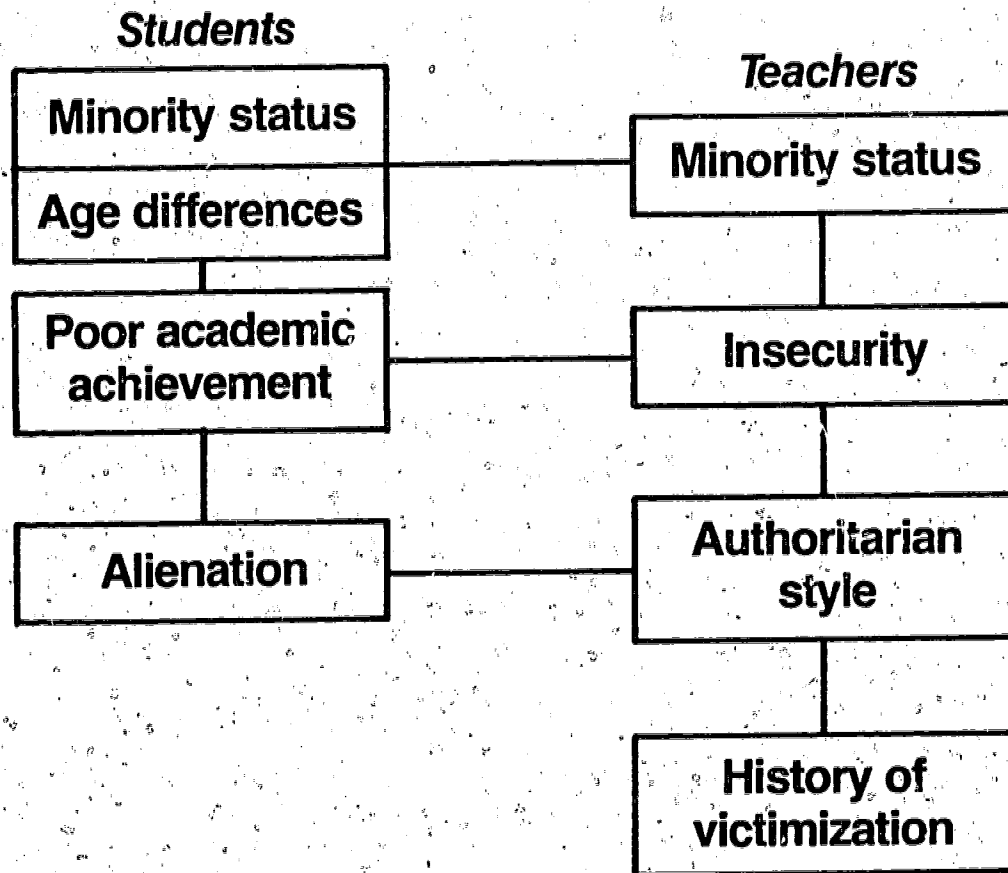 Students
Minority status
Age differences
Poor academic
achievement
Alienation
Teachers
Minority status
Insecurity
Authoritarian
style
History of
victimization